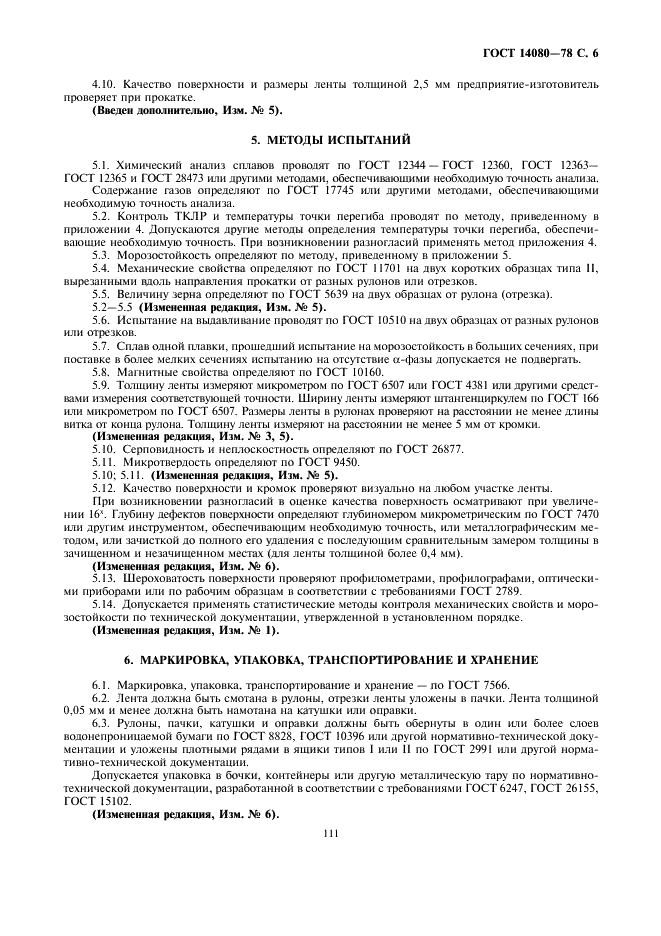 ГОСТ 14080—78 С. 6
4.10. Качество поверхности и размеры ленты толщиной 2,5 мм предприятие-изготовитель
проверяет при прокатке.
(Введен дополнительно, Изм. № 5).
5. МЕТОДЫ ИСПЫТАНИЙ
5.1. Химический анализ сплавов проводят по ГОСТ 12344 — ГОСТ 12360, ГОСТ 12363—
ГОСТ 12365 и ГОСТ 28473 или другими методами, обеспечивающими необходимую точность анализа.
Содержание газов определяют по ГОСТ 17745 или другими методами, обеспечивающими
необходимую точность анализа.
5.2. Контроль ТКЛР и температуры точки перегиба проводят по методу, приведенному в
приложении 4. Допускаются другие методы определения температуры точки перегиба, обеспечи-
вающие необходимую точность. При возникновении разногласий применять метод приложения 4.
5.3. Морозостойкость определяют по методу, приведенному в приложении 5.
5.4. Механические свойства определяют по ГОСТ 11701 на двух коротких образцах типа II,
вырезанными вдоль направления прокатки от разных рулонов или отрезков.
5.5. Величину зерна определяют по ГОСТ 5639 на двух образцах от рулона (отрезка).
5.2—5.5 (Измененная редакция, Изм. № 5).
5.6. Испытание на выдавливание проводят по ГОСТ 10510 на двух образцах от разных рулонов
или отрезков.
5.7. Сплав одной плавки, прошедший испытание на морозостойкость в больших сечениях, при
поставке в более мелких сечениях испытанию на отсутствие α-фазы допускается не подвергать.
5.8. Магнитные свойства определяют по ГОСТ 10160.
5.9. Толщину ленты измеряют микрометром по ГОСТ 6507 или ГОСТ 4381 или другими средст-
вами измерения соответствующей точности. Ширину ленты измеряют штангенциркулем по ГОСТ 166
или микрометром по ГОСТ 6507. Размеры ленты в рулонах проверяют на расстоянии не менее длины
витка от конца рулона. Толщину ленты измеряют на расстоянии не менее 5 мм от кромки.
(Измененная редакция, Изм. № 3, 5).
5.10. Серповидность и неплоскостность определяют по ГОСТ 26877.
5.11. Микротвердость определяют по ГОСТ 9450.
5.10; 5.11. (Измененная редакция, Изм. № 5).
5.12. Качество поверхности и кромок проверяют визуально на любом участке ленты.
При возникновении разногласий в оценке качества поверхность осматривают при увеличе-
нии 16ˣ. Глубину дефектов поверхности определяют глубиномером микрометрическим по ГОСТ 7470
или другим инструментом, обеспечивающим необходимую точность, или металлографическим ме-
тодом, или зачисткой до полного его удаления с последующим сравнительным замером толщины в
зачищенном и незачищенном местах (для ленты толщиной более 0,4 мм).
(Измененная редакция, Изм. № 6).
5.13. Шероховатость поверхности проверяют профилометрами, профилографами, оптически-
ми приборами или по рабочим образцам в соответствии с требованиями ГОСТ 2789.
5.14. Допускается применять статистические методы контроля механических свойств и моро-
зостойкости по технической документации, утвержденной в установленном порядке.
(Измененная редакция, Изм. № 1).
6. МАРКИРОВКА, УПАКОВКА, ТРАНСПОРТИРОВАНИЕ И ХРАНЕНИЕ
6.1. Маркировка, упаковка, транспортирование и хранение — по ГОСТ 7566.
6.2. Лента должна быть смотана в рулоны, отрезки ленты уложены в пачки. Лента толщиной
0,05 мм и менее должна быть намотана на катушки или оправки.
6.3. Рулоны, пачки, катушки и оправки должны быть обернуты в один или более слоев
водонепроницаемой бумаги по ГОСТ 8828, ГОСТ 10396 или другой нормативно-технической доку-
ментации и уложены плотными рядами в ящики типов I или II по ГОСТ 2991 или другой норма-
тивно-технической документации.
Допускается упаковка в бочки, контейнеры или другую металлическую тару по нормативно-
технической документации, разработанной в соответствии с требованиями ГОСТ 6247, ГОСТ 26155,
ГОСТ 15102.
(Измененная редакция, Изм. № 6).
111